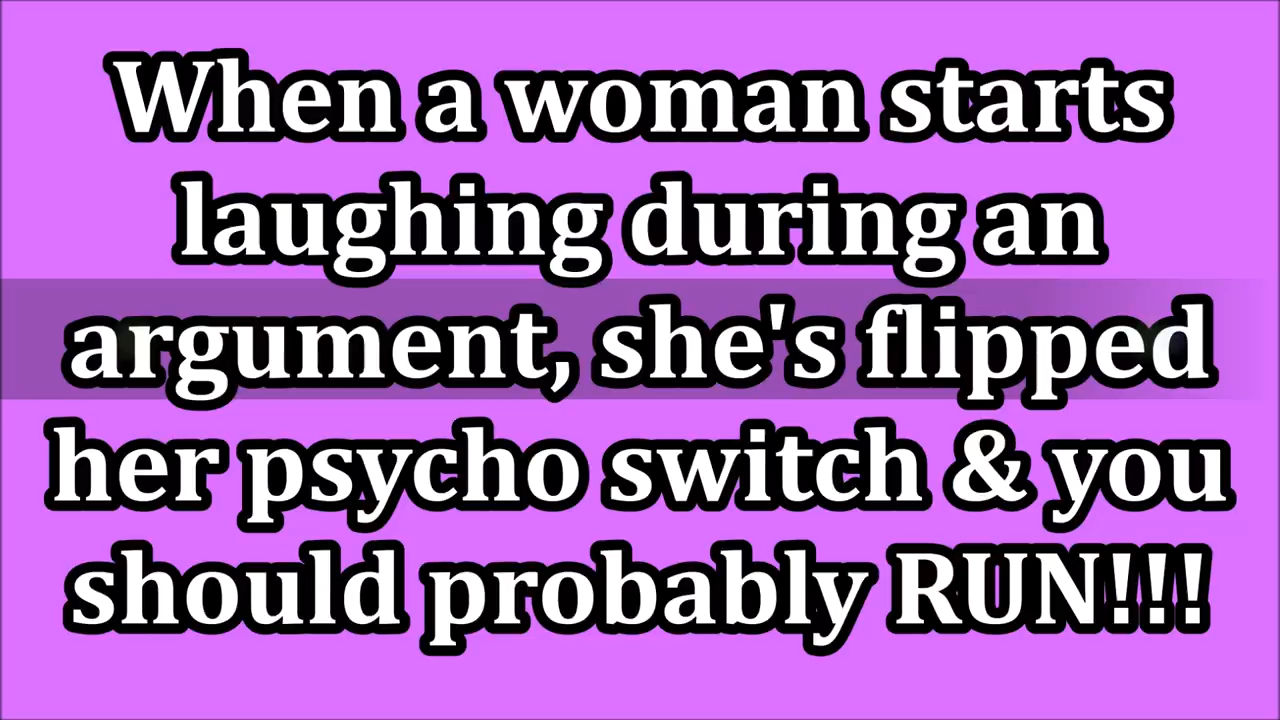 When a woman starts
laughing during an
argument, she's flipped
her psycho switch & you
should probably RUN!!!